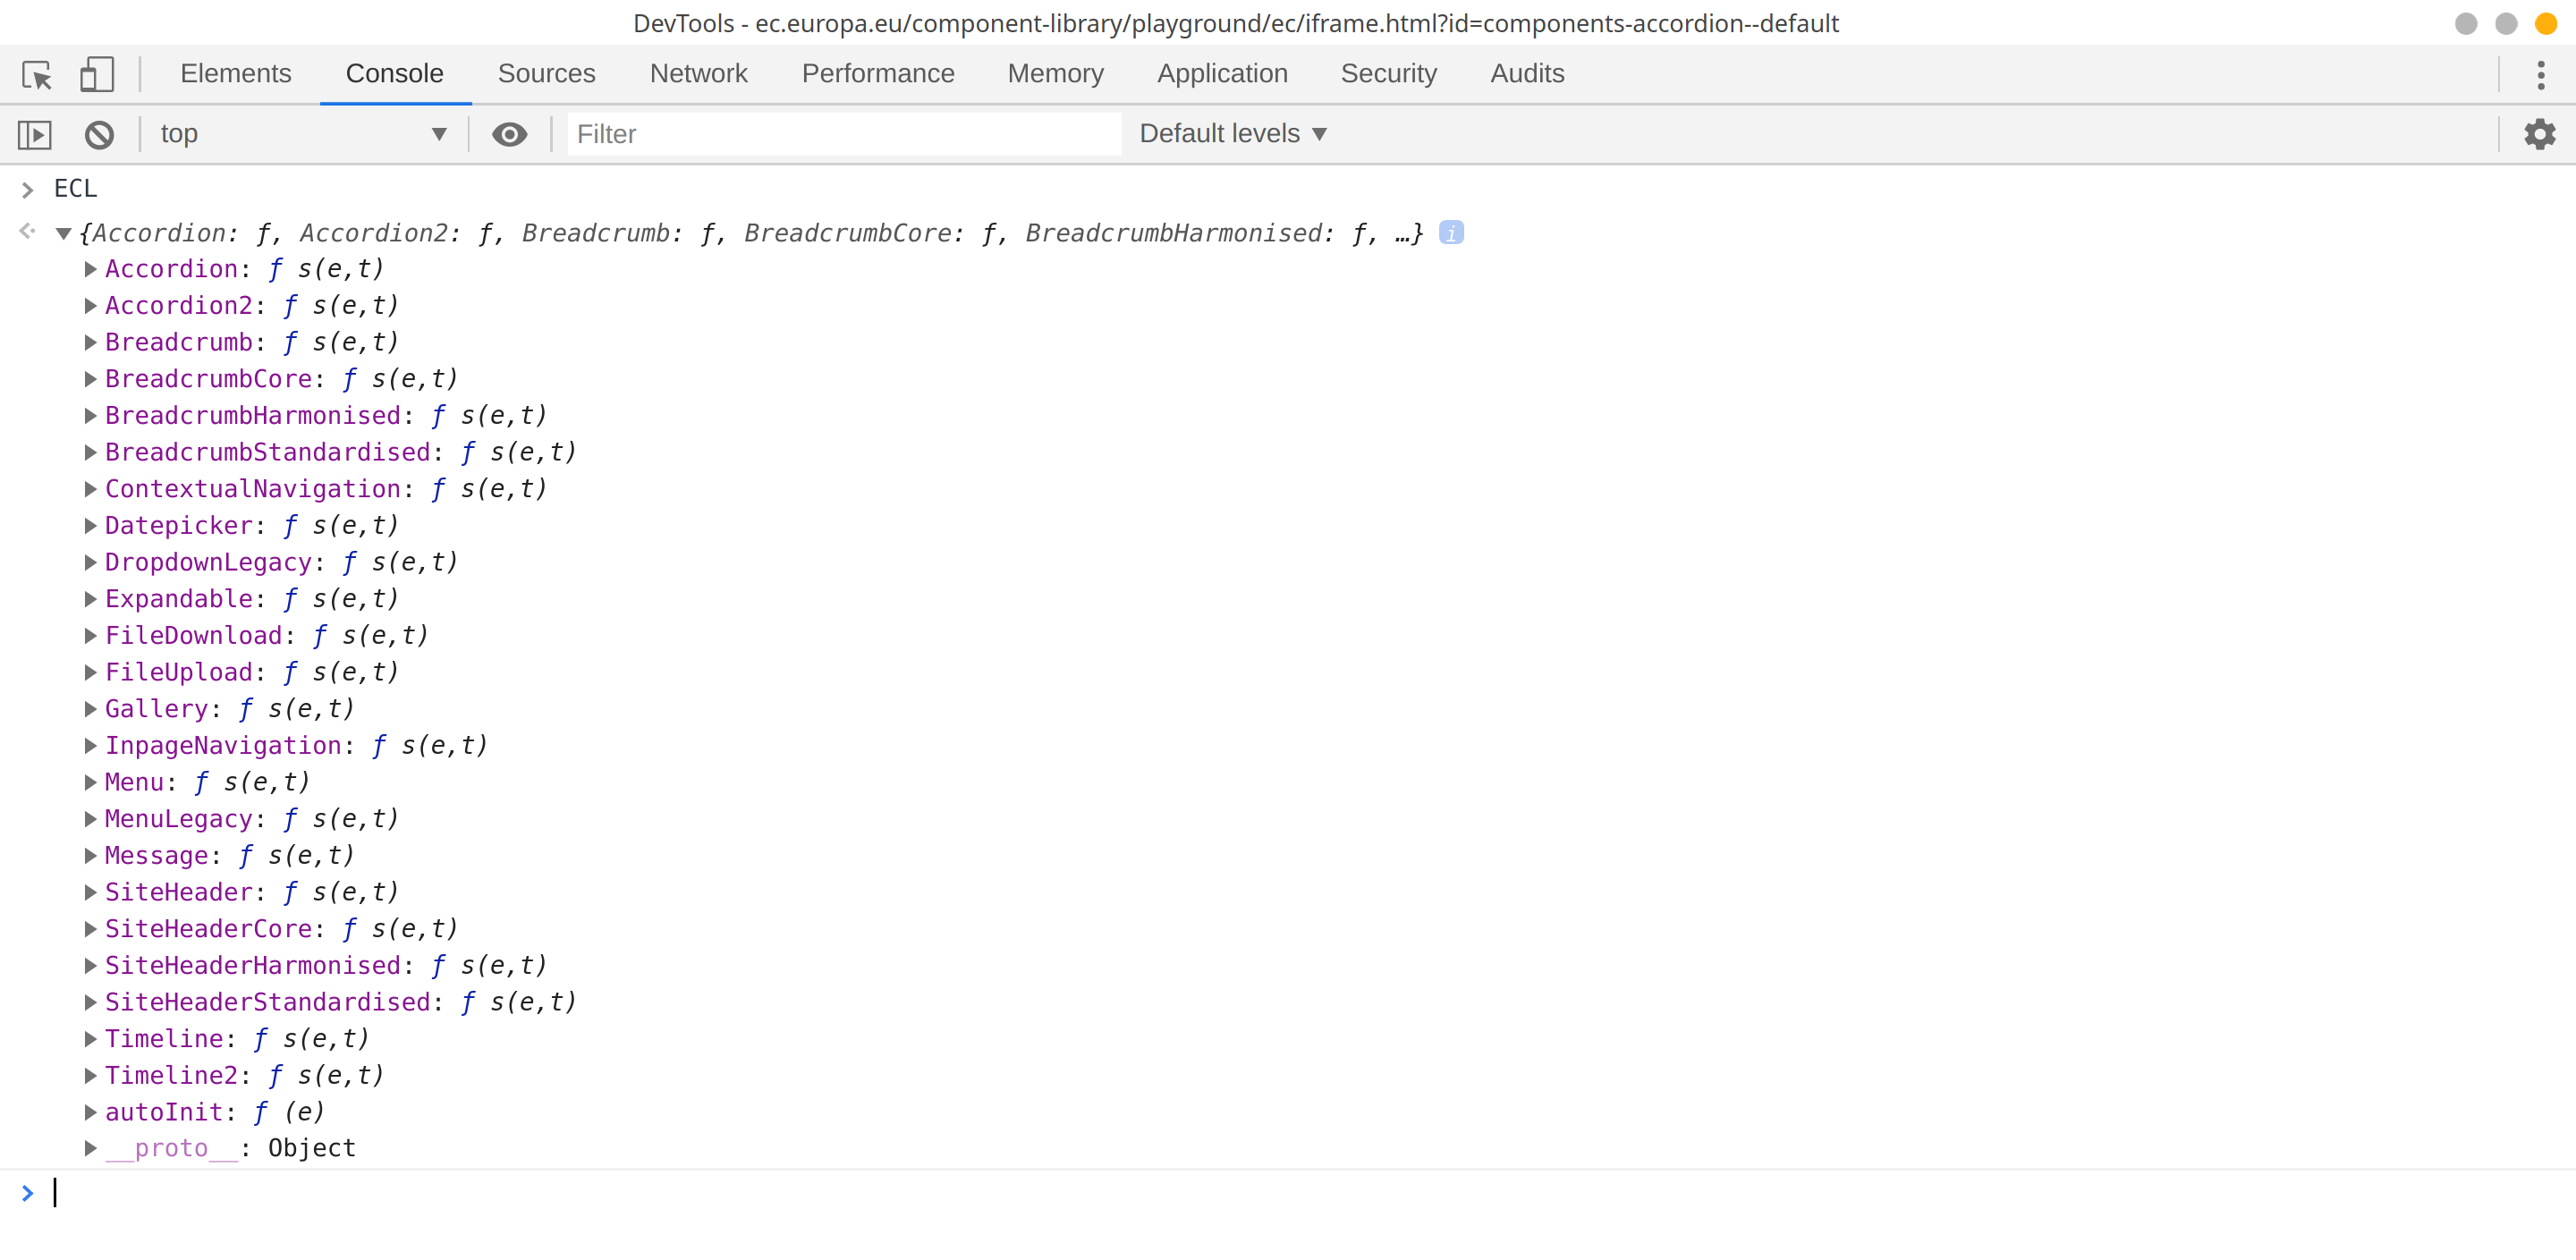 DevTools - ec.europa.eu/component-library/playground/ec/iframe.html?id=components-accordion--default
Elements Console Sources Network Performance Memory Application Security Audits
top Filter Default levels
ECL
{Accordion: ƒ, Accordion2: ƒ, Breadcrumb: ƒ, BreadcrumbCore: ƒ, BreadcrumbHarmonised: ƒ, …} i
Accordion: ƒ s(e,t)
Accordion2: ƒ s(e,t)
Breadcrumb: ƒ s(e,t)
BreadcrumbCore: ƒ s(e,t)
BreadcrumbHarmonised: ƒ s(e,t)
BreadcrumbStandardised: ƒ s(e,t)
ContextualNavigation: ƒ s(e,t)
Datepicker: ƒ s(e,t)
DropdownLegacy: ƒ s(e,t)
Expandable: ƒ s(e,t)
FileDownload: ƒ s(e,t)
FileUpload: ƒ s(e,t)
Gallery: ƒ s(e,t)
InpageNavigation: ƒ s(e,t)
Menu: ƒ s(e,t)
MenuLegacy: ƒ s(e,t)
Message: ƒ s(e,t)
SiteHeader: ƒ s(e,t)
SiteHeaderCore: ƒ s(e,t)
SiteHeaderHarmonised: ƒ s(e,t)
SiteHeaderStandardised: ƒ s(e,t)
Timeline: ƒ s(e,t)
Timeline2: ƒ s(e,t)
autoInit: ƒ (e)
__proto__: Object